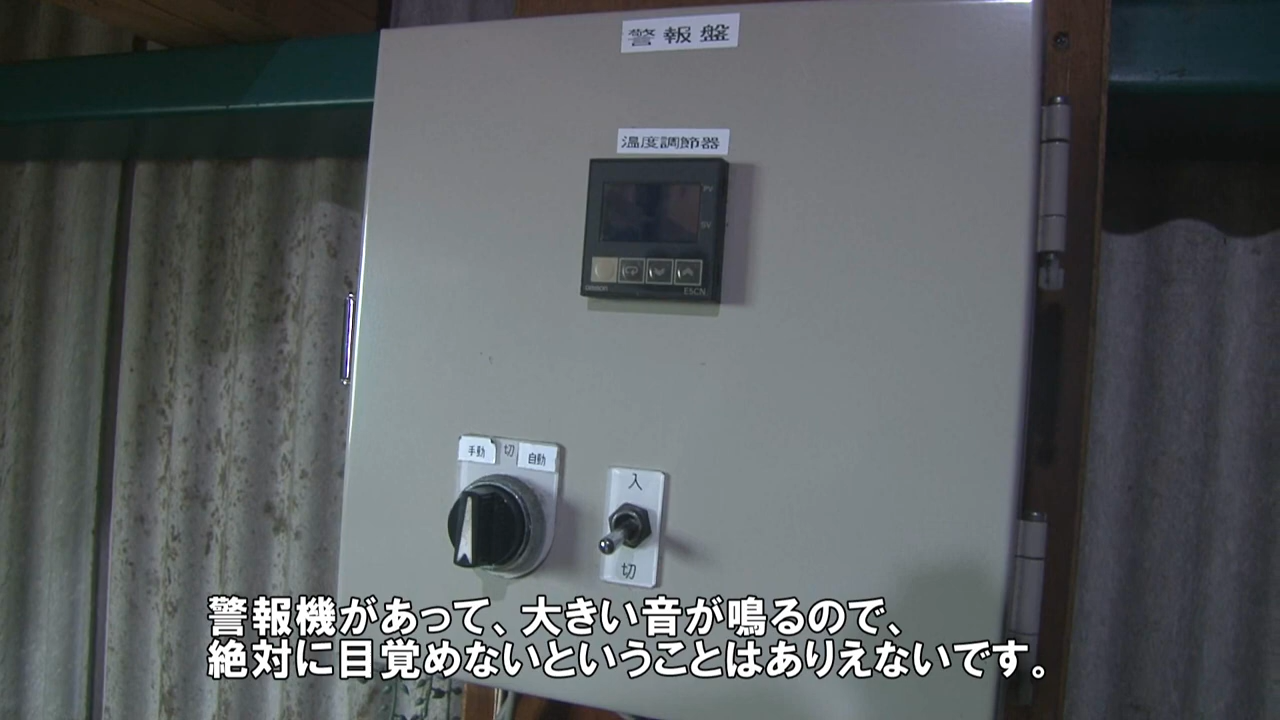 警報盤
温度調節器
PV
SV
omron
E5CN
手動 切 自動
入
切
警報機があって、大きい音が鳴るので、
絶対に目覚めないということはありえないです。